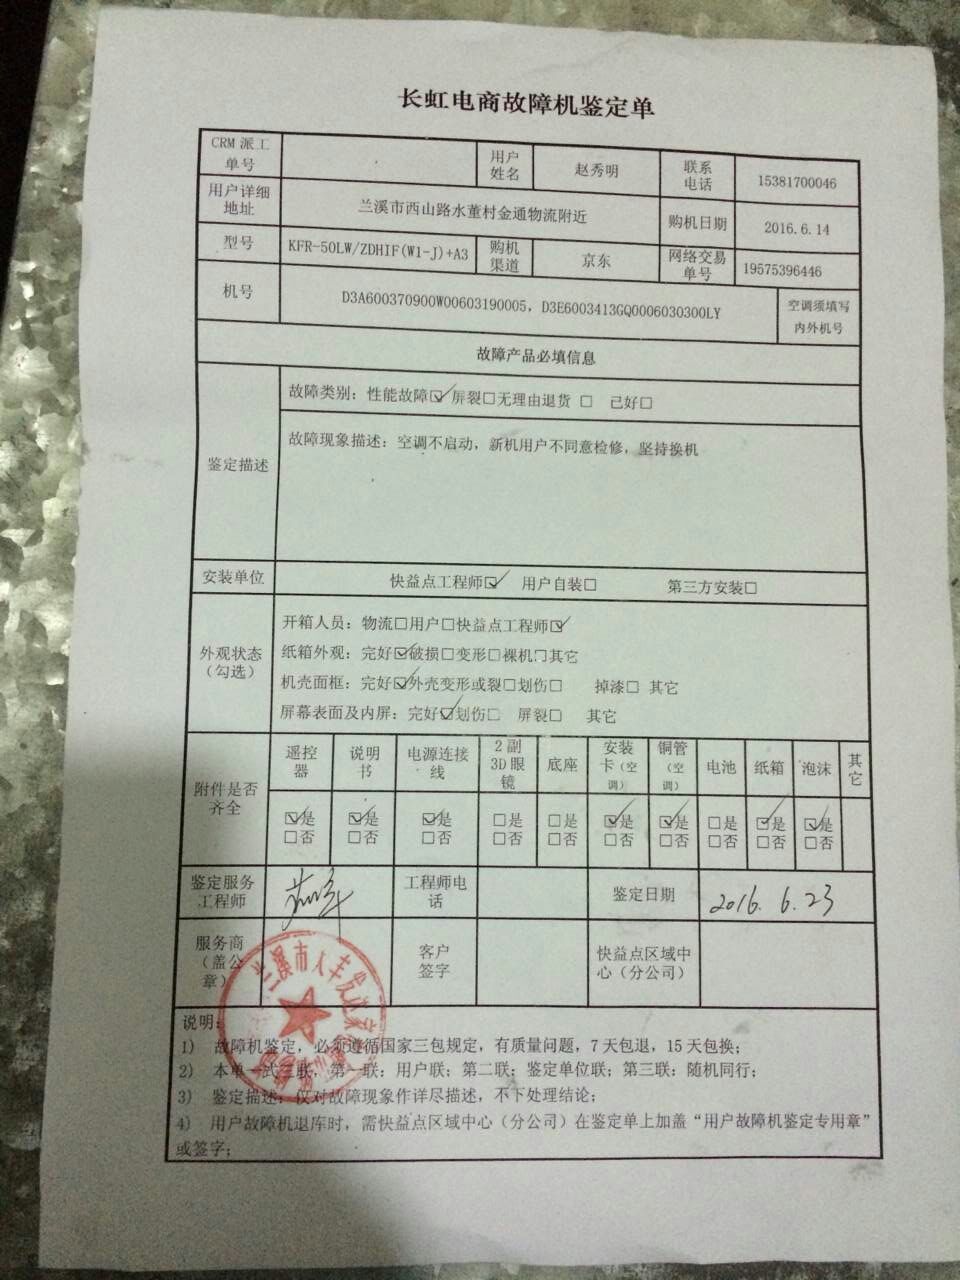 长虹电商故障机鉴定单
CRM 派工单号 用户姓名 赵秀明 联系电话 15381700046
用户详细地址 兰溪市西山路水董村金通物流附近 购机日期 2016.6.14
型号 KFR-50LW/ZDHIF(W1-J)+A3 购机渠道 京东 网络交易单号 19575396446
机号 D3A600370900W00603190005，D3E6003413GQ0006030300LY 空调须填写内外机号
故障产品必填信息
鉴定描述
故障类别：性能故障☑屏裂□无理由退货 □ 已好□
故障现象描述：空调不启动，新机用户不同意检修，坚持换机
安装单位 快益点工程师☑ 用户自装□ 第三方安装□
外观状态（勾选）
开箱人员：物流□用户□快益点工程师☑
纸箱外观：完好☑破损□变形□裸机□其它
机壳面框：完好☑外壳变形或裂□划伤□ 掉漆□ 其它
屏幕表面及内屏：完好☑划伤□ 屏裂□ 其它
附件是否齐全
遥控器 说明书 电源连接线 2副3D眼镜 底座 安装卡（空调） 铜管（空调） 电池 纸箱 泡沫 其它
☑是 ☑是 ☑是 □是 □是 ☑是 ☑是 □是 ☑是 ☑是
□否 □否 □否 □否 □否 □否 □否 □否 □否 □否
鉴定服务工程师 工程师电话 鉴定日期 2016.6.23
服务商（盖公章） 客户签字 快益点区域中心（分公司）
兰溪市人丰发达家
说明：
1） 故障机鉴定，必须遵循国家三包规定，有质量问题，7天包退，15天包换；
2） 本单一式三联，第一联：用户联；第二联：鉴定单位联；第三联：随机同行；
3） 鉴定描述：仅对故障现象作详尽描述，不下处理结论；
4） 用户故障机退库时，需快益点区域中心（分公司）在鉴定单上加盖“用户故障机鉴定专用章”
或签字；